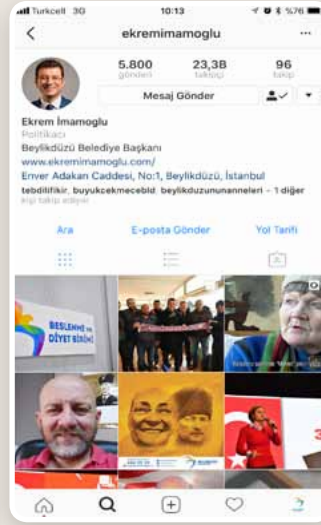 Turkcell 3G 10:13 %76
ekremimamoglu
5.800 23,3B 96
gönderi takipçi takip
Mesaj Gönder
Ekrem İmamoglu
Politikacı
Beylikdüzü Belediye Başkanı
www.ekremimamoglu.com/
Enver Adakan Caddesi, No:1, Beylikdüzü, İstanbul
tebdilifikir, buyukcekmecebld, beylikduzununanneleri + 1 diğer
kişi takip ediyor
Ara E-posta Gönder Yol Tarifi
BESLENME VE
DİYET BİRİMİ